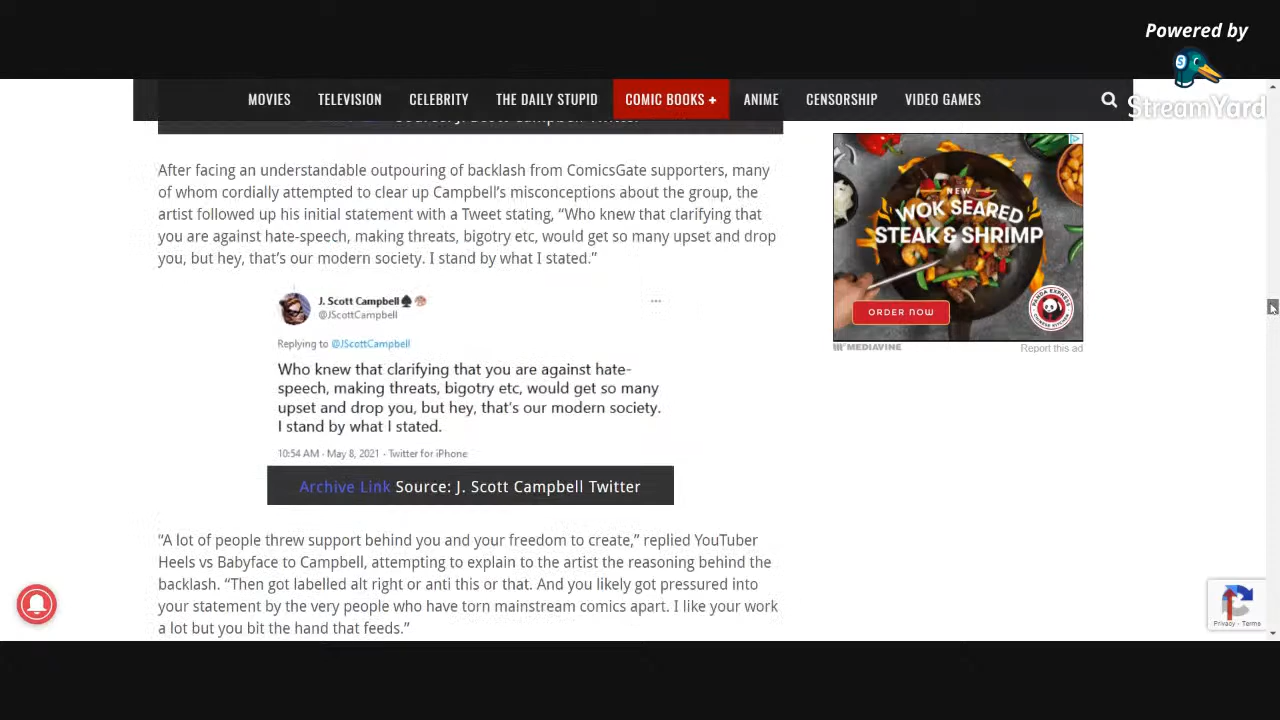 Powered by
StreamYard
MOVIES TELEVISION CELEBRITY THE DAILY STUPID COMIC BOOKS + ANIME CENSORSHIP VIDEO GAMES
After facing an understandable outpouring of backlash from ComicsGate supporters, many
of whom cordially attempted to clear up Campbell's misconceptions about the group, the
artist followed up his initial statement with a Tweet stating, “Who knew that clarifying that
you are against hate-speech, making threats, bigotry etc, would get so many upset and drop
you, but hey, that's our modern society. I stand by what I stated.”
J. Scott Campbell
@JScottCampbell
Replying to @JScottCampbell
Who knew that clarifying that you are against hate-
speech, making threats, bigotry etc, would get so many
upset and drop you, but hey, that's our modern society.
I stand by what I stated.
10:54 AM · May 8, 2021 · Twitter for iPhone
Archive Link Source: J. Scott Campbell Twitter
“A lot of people threw support behind you and your freedom to create,” replied YouTuber
Heels vs Babyface to Campbell, attempting to explain to the artist the reasoning behind the
backlash. “Then got labelled alt right or anti this or that. And you likely got pressured into
your statement by the very people who have torn mainstream comics apart. I like your work
a lot but you bit the hand that feeds.”
NEW
WOK SEARED
STEAK & SHRIMP
ORDER NOW
PANDA EXPRESS
MEDIAVINE
Report this ad
Privacy - Terms